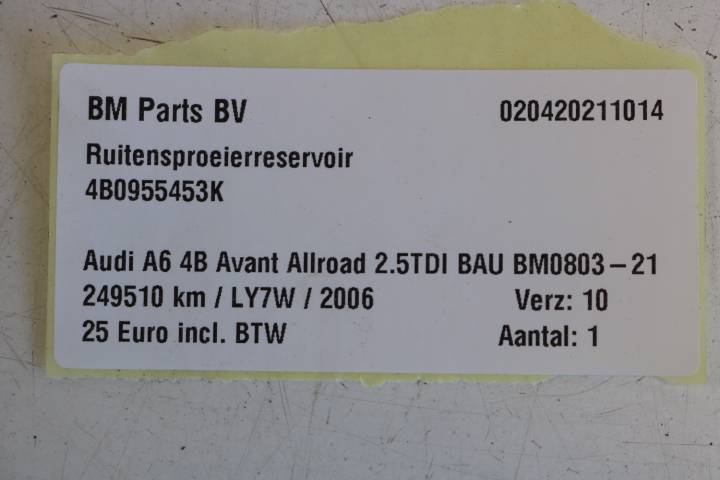 BM Parts BV 020420211014
Ruitensproeierreservoir
4B0955453K
Audi A6 4B Avant Allroad 2.5TDI BAU BM0803-21
249510 km / LY7W / 2006 Verz: 10
25 Euro incl. BTW Aantal: 1